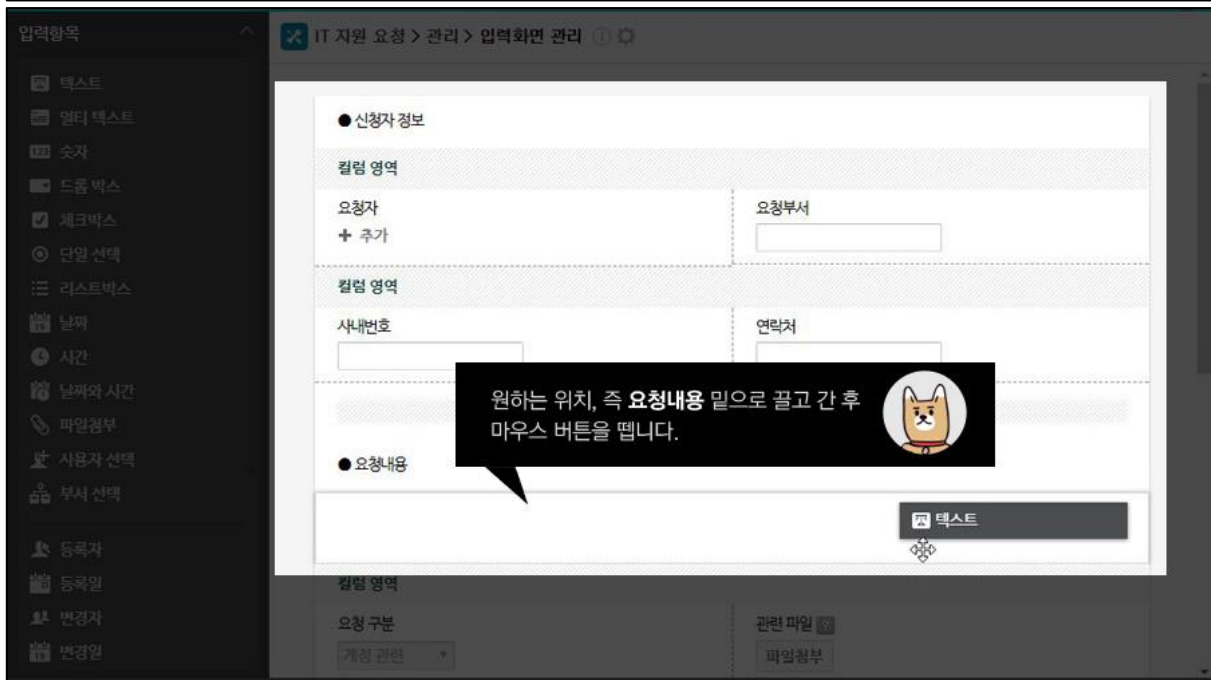 입력항목
IT 지원 요청 > 관리 > 입력화면 관리
텍스트
멀티 텍스트
숫자
드롭 박스
체크박스
단일 선택
리스트박스
날짜
시간
날짜와 시간
파일첨부
사용자 선택
부서 선택
등록자
등록일
변경자
변경일
● 신청자 정보
컬럼 영역
요청자
+ 추가
요청부서
컬럼 영역
사내번호
연락처
원하는 위치, 즉 요청내용 밑으로 끌고 간 후
마우스 버튼을 뗍니다.
● 요청내용
텍스트
컬럼 영역
요청 구분
계정 관련
관련 파일
파일첨부